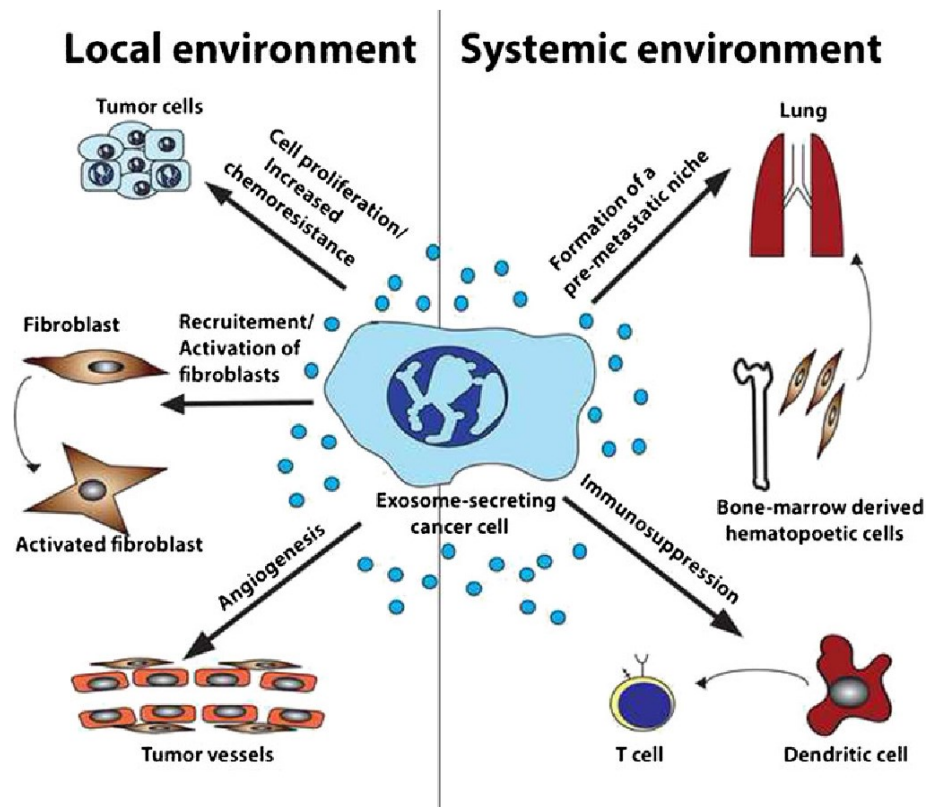 Local environment
Systemic environment
Tumor cells
Cell proliferation/
Increased
chemoresistance
Fibroblast
Recruitement/
Activation of
fibroblasts
Activated fibroblast
Angiogenesis
Tumor vessels
Exosome-secreting
cancer cell
Lung
Formation of a
pre-metastatic niche
Bone-marrow derived
hematopoetic cells
Immunosuppression
T cell
Dendritic cell